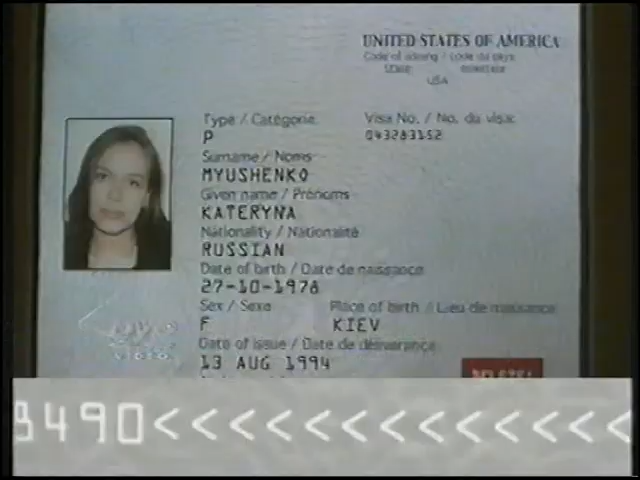 UNITED STATES OF AMERICA
USA
Type / Catégorie
Visa No. / No. du visa:
P
043283152
Surname / Noms
MYUSHENKO
Given name / Prénoms
KATERYNA
Nationality / Nationalité
RUSSIAN
Date of birth / Date de naissance
27-10-1978
Sex / Sexe
Place of birth / Lieu de naissance
F
KIEV
Date of issue / Date de délivrance
13 AUG 1994
8490<<<<<<<<<<<<<